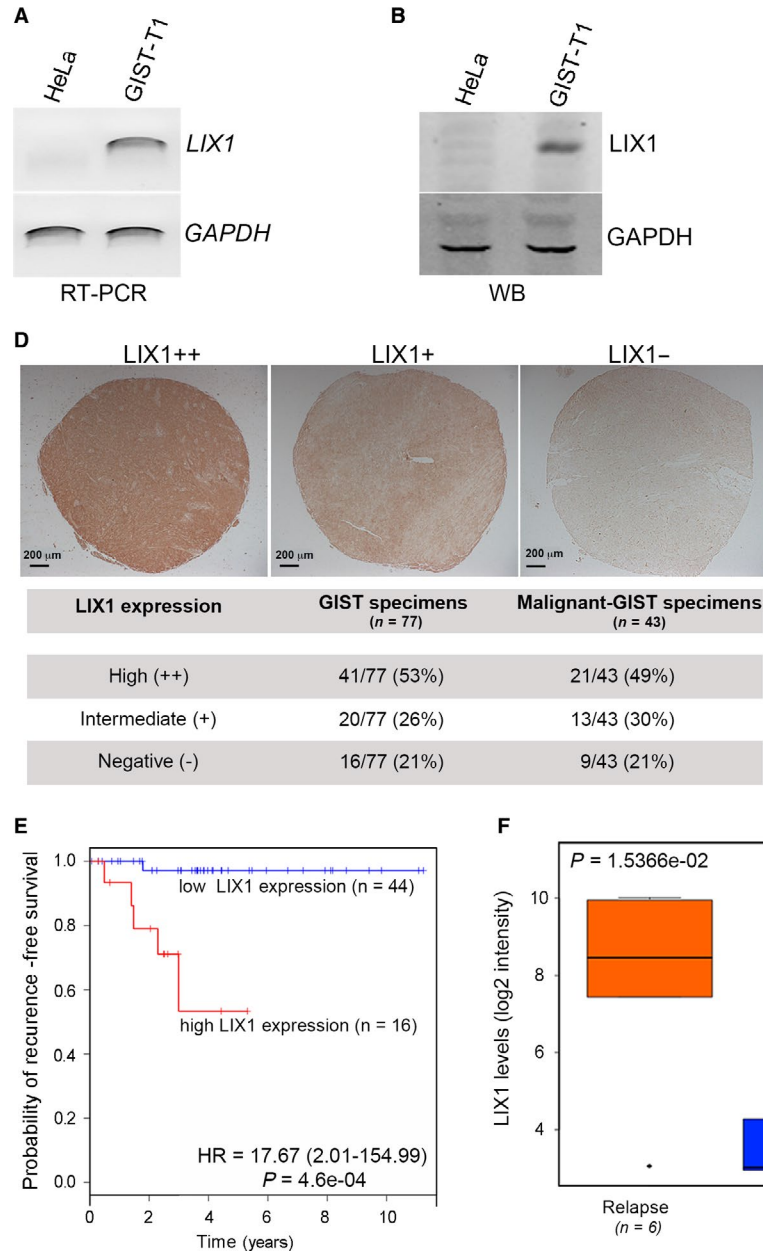 A
HeLa
GIST-T1
LIX1
GAPDH
RT-PCR
B
HeLa
GIST-T1
LIX1
GAPDH
WB
D
LIX1++ LIX1+ LIX1–
200 μm 200 μm 200 μm
LIX1 expression GIST specimens Malignant-GIST specimens
(n = 77) (n = 43)
High (++) 41/77 (53%) 21/43 (49%)
Intermediate (+) 20/77 (26%) 13/43 (30%)
Negative (-) 16/77 (21%) 9/43 (21%)
E
Probability of recurence -free survival
1.0
0.8
0.6
0.4
0.2
0.0
low LIX1 expression (n = 44)
high LIX1 expression (n = 16)
HR = 17.67 (2.01-154.99)
P = 4.6e-04
0 2 4 6 8 10
Time (years)
F
P = 1.5366e-02
LIX1 levels (log2 intensity)
10
8
6
4
Relapse
(n = 6)